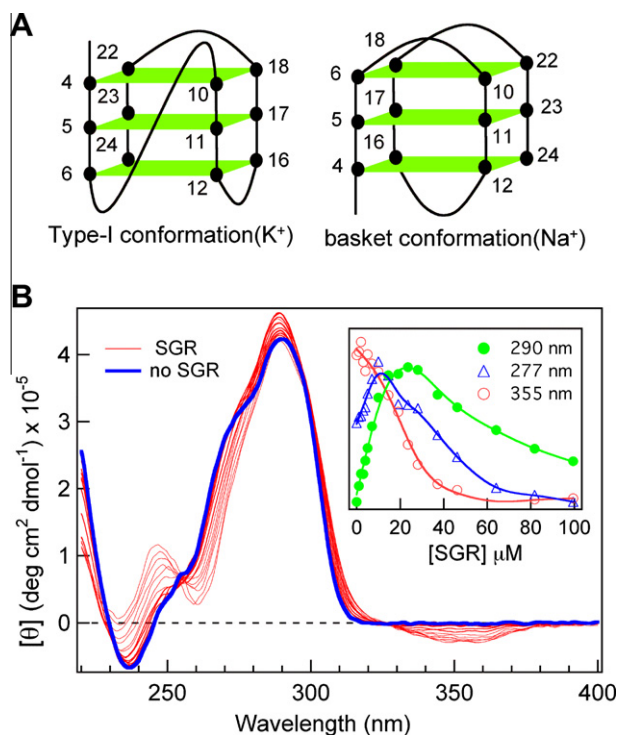 A
22
4
23
5
24
6
18
10
17
11
16
12
Type-I conformation(K⁺)
18
6
17
5
16
4
22
10
23
11
24
12
basket conformation(Na⁺)
B
SGR
no SGR
290 nm
277 nm
355 nm
0 20 40 60 80 100
[SGR] μM
4
3
2
1
0
[θ] (deg cm² dmol⁻¹) x 10⁻⁵
250 300 350 400
Wavelength (nm)